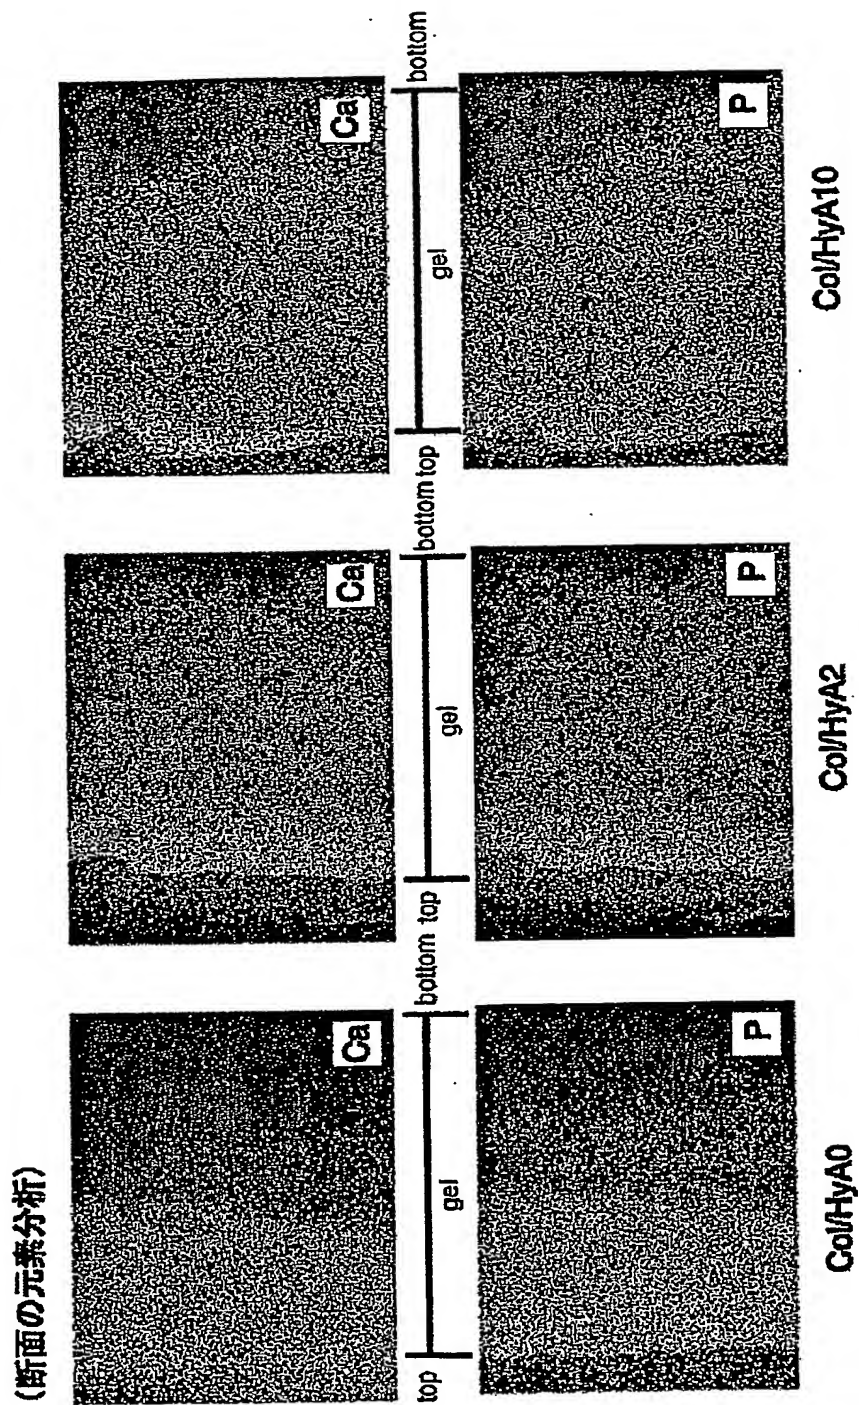 (断面の元素分析)
Ca Ca Ca
top gel bottom top gel bottom top gel bottom
P P P
Col/HyA0 Col/HyA2 Col/HyA10